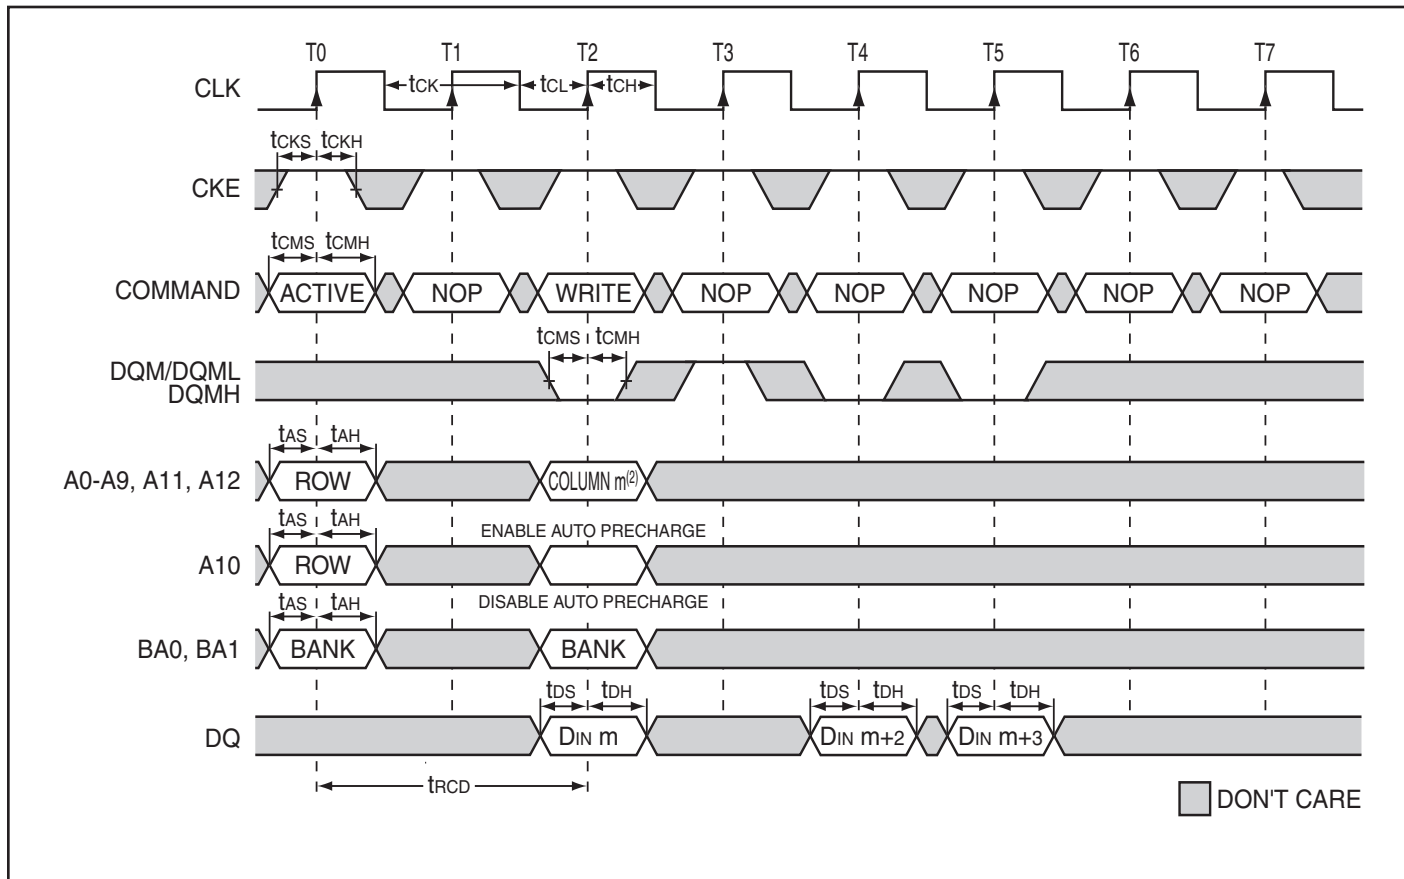 T0 T1 T2 T3 T4 T5 T6 T7
CLK tCK tCL tCH
tCKS tCKH
CKE
tCMS tCMH
COMMAND ACTIVE NOP WRITE NOP NOP NOP NOP NOP
tCMS tCMH
DQM/DQML
DQMH
tAS tAH
A0-A9, A11, A12 ROW COLUMN m(2)
tAS tAH ENABLE AUTO PRECHARGE
A10 ROW
tAS tAH DISABLE AUTO PRECHARGE
BA0, BA1 BANK BANK
tDS tDH tDS tDH tDS tDH
DQ DIN m DIN m+2 DIN m+3
tRCD
DON'T CARE